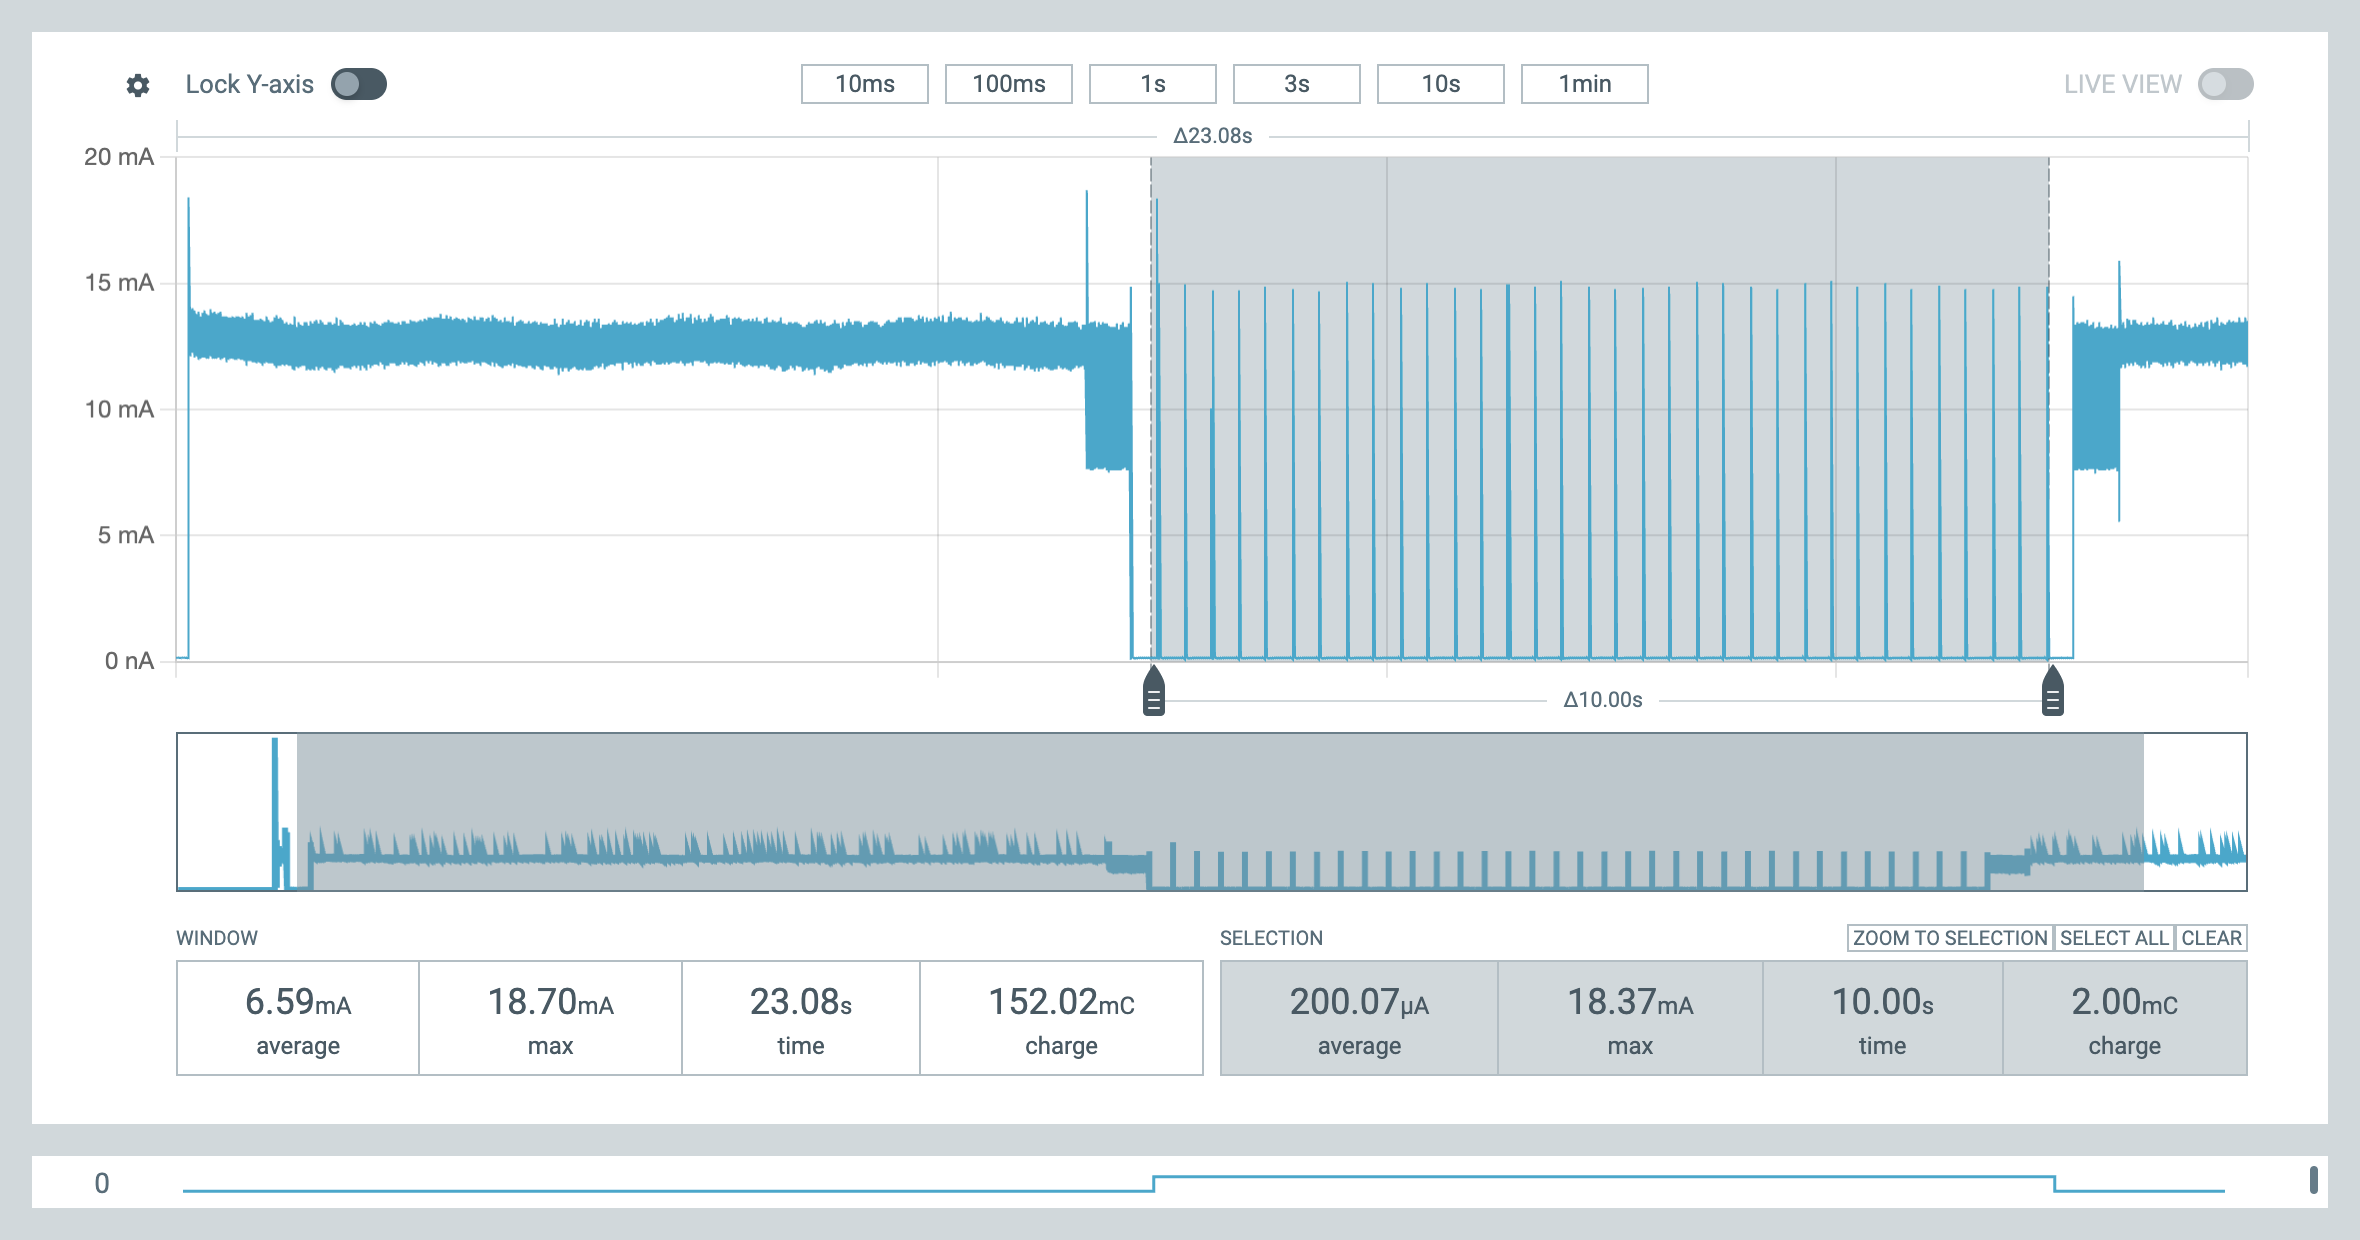 Lock Y-axis 10ms 100ms 1s 3s 10s 1min LIVE VIEW
Δ23.08s
20 mA
15 mA
10 mA
5 mA
0 nA
Δ10.00s
WINDOW SELECTION ZOOM TO SELECTION SELECT ALL CLEAR
6.59mA 18.70mA 23.08s 152.02mC 200.07µA 18.37mA 10.00s 2.00mC
average max time charge average max time charge
0